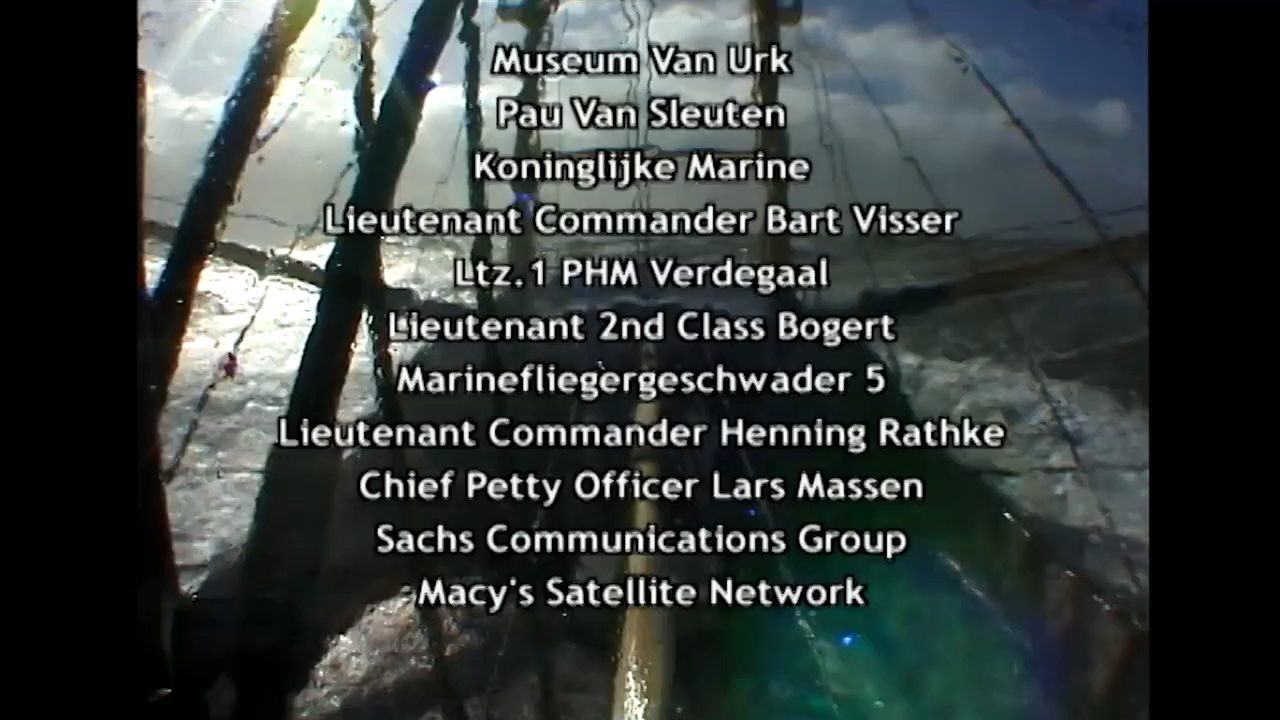 Museum Van Urk
Pau Van Sleuten
Koninglijke Marine
Lieutenant Commander Bart Visser
Ltz.1 PHM Verdegaal
Lieutenant 2nd Class Bogert
Marinefliegergeschwader 5
Lieutenant Commander Henning Rathke
Chief Petty Officer Lars Massen
Sachs Communications Group
Macy's Satellite Network